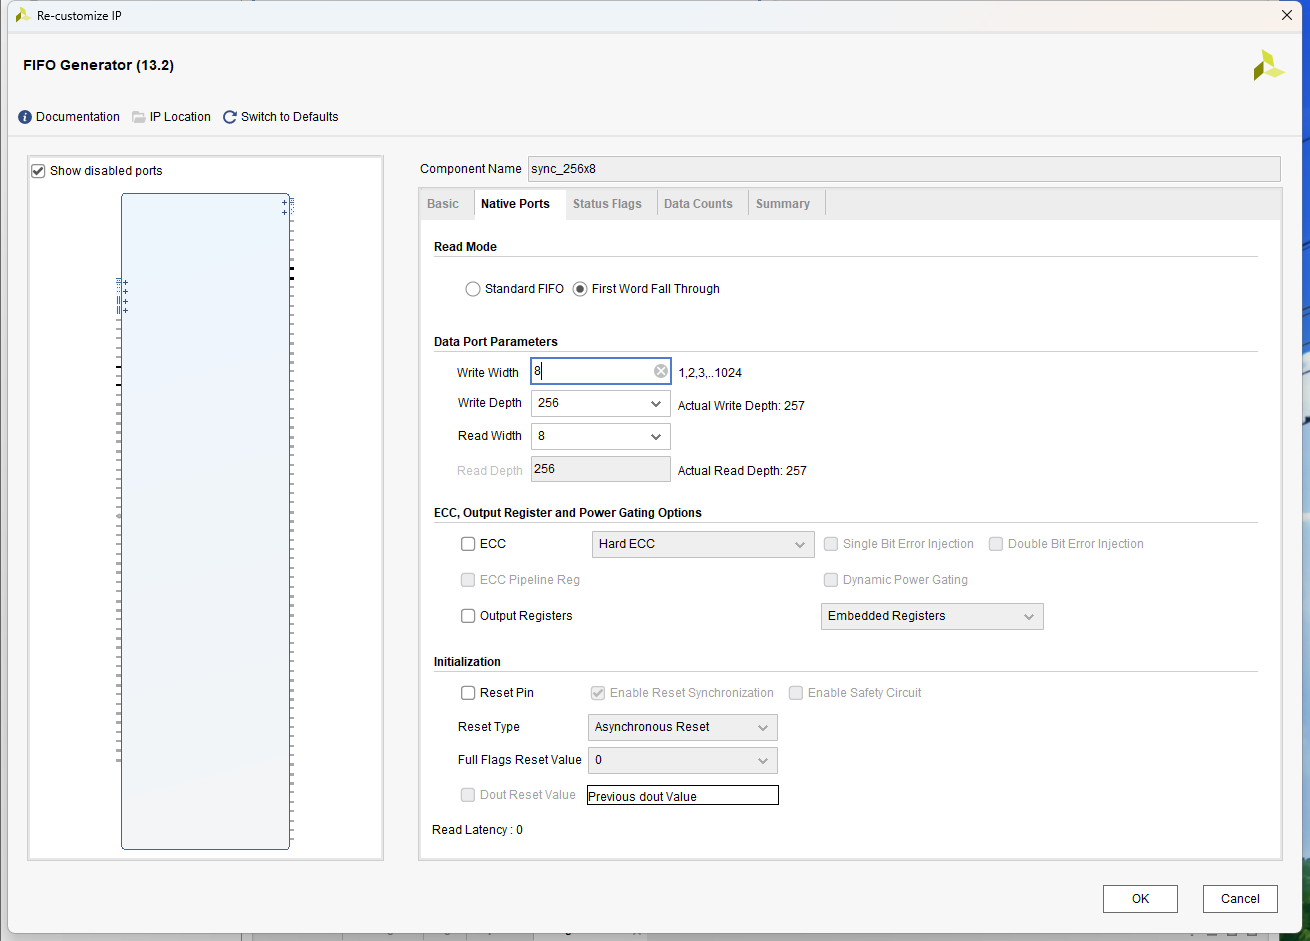 Re-customize IP
FIFO Generator (13.2)
Documentation IP Location Switch to Defaults
Show disabled ports
Component Name sync_256x8
Basic Native Ports Status Flags Data Counts Summary
Read Mode
Standard FIFO First Word Fall Through
Data Port Parameters
Write Width 8 1,2,3,..1024
Write Depth 256 Actual Write Depth: 257
Read Width 8
Read Depth 256 Actual Read Depth: 257
ECC, Output Register and Power Gating Options
ECC Hard ECC Single Bit Error Injection Double Bit Error Injection
ECC Pipeline Reg Dynamic Power Gating
Output Registers Embedded Registers
Initialization
Reset Pin Enable Reset Synchronization Enable Safety Circuit
Reset Type Asynchronous Reset
Full Flags Reset Value 0
Dout Reset Value Previous dout Value
Read Latency : 0
OK Cancel